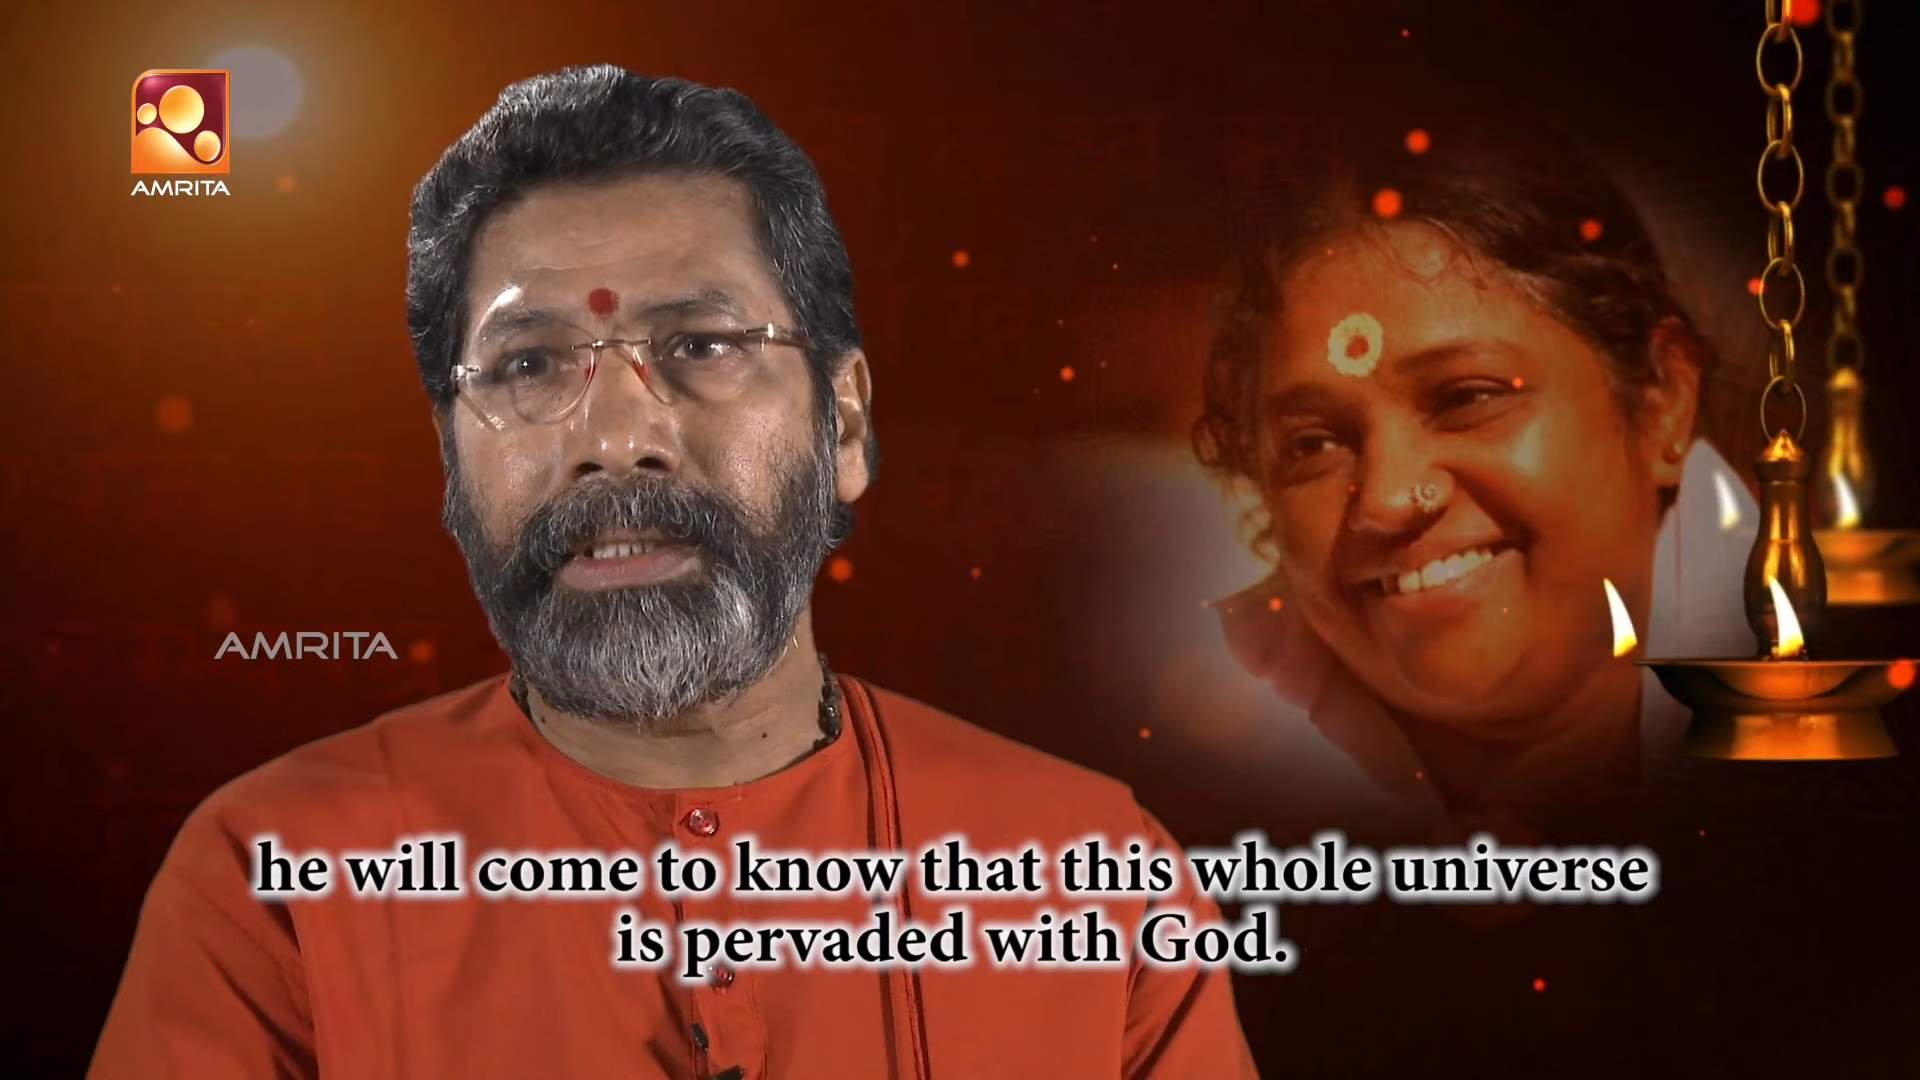 AMRITA
AMRITA
he will come to know that this whole universe
is pervaded with God.